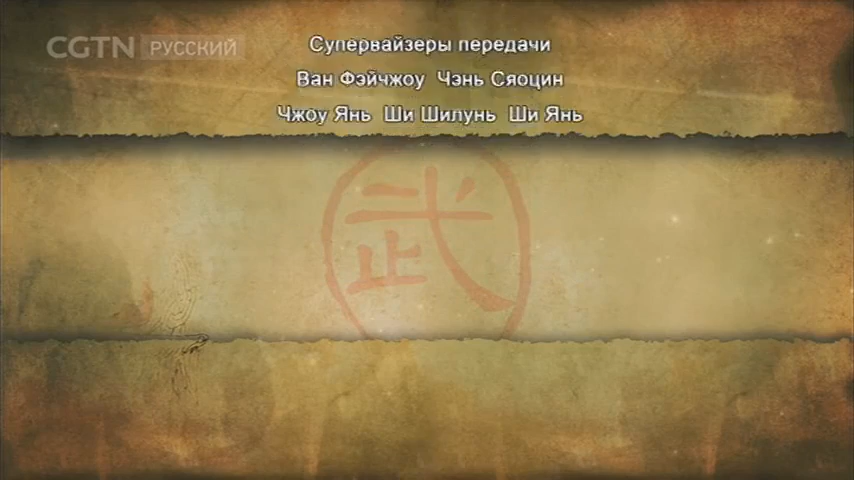 CGTN РУССКИЙ
Супервайзеры передачи
Ван Фэйчжоу Чэнь Сяоцин
Чжоу Янь Ши Шилунь Ши Янь
武